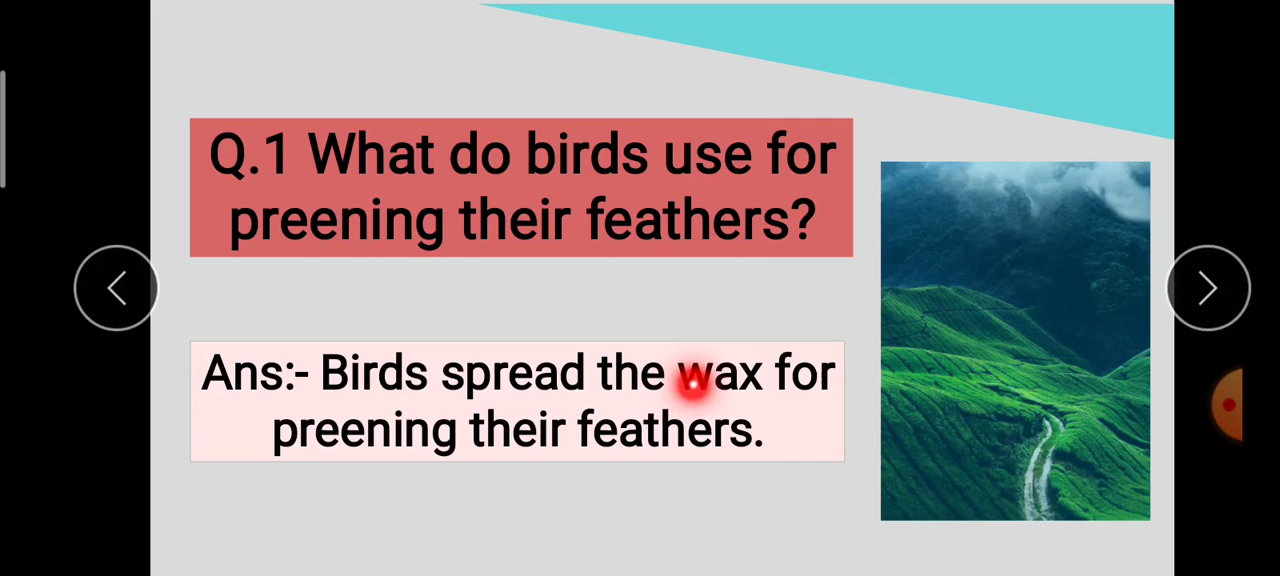 Q.1 What do birds use for
preening their feathers?
Ans:- Birds spread the wax for
preening their feathers.